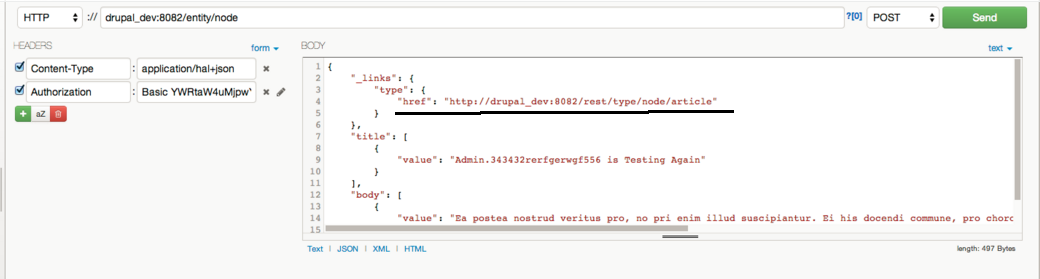 HTTP :// drupal_dev:8082/entity/node ?[0] POST Send
HEADERS form
Content-Type : application/hal+json
Authorization : Basic YWRtaW4uMjpw
aZ
BODY text
1 {
2 "_links": {
3 "type": {
4 "href": "http://drupal_dev:8082/rest/type/node/article"
5 }
6 },
7 "title": [
8 {
9 "value": "Admin.343432rerfgerwgf556 is Testing Again"
10 }
11 ],
12 "body": [
13 {
14 "value": "Ea postea nostrud veritus pro, no pri enim illud suscipiantur. Ei his docendi commune, pro choro
15
Text | JSON | XML | HTML length: 497 Bytes